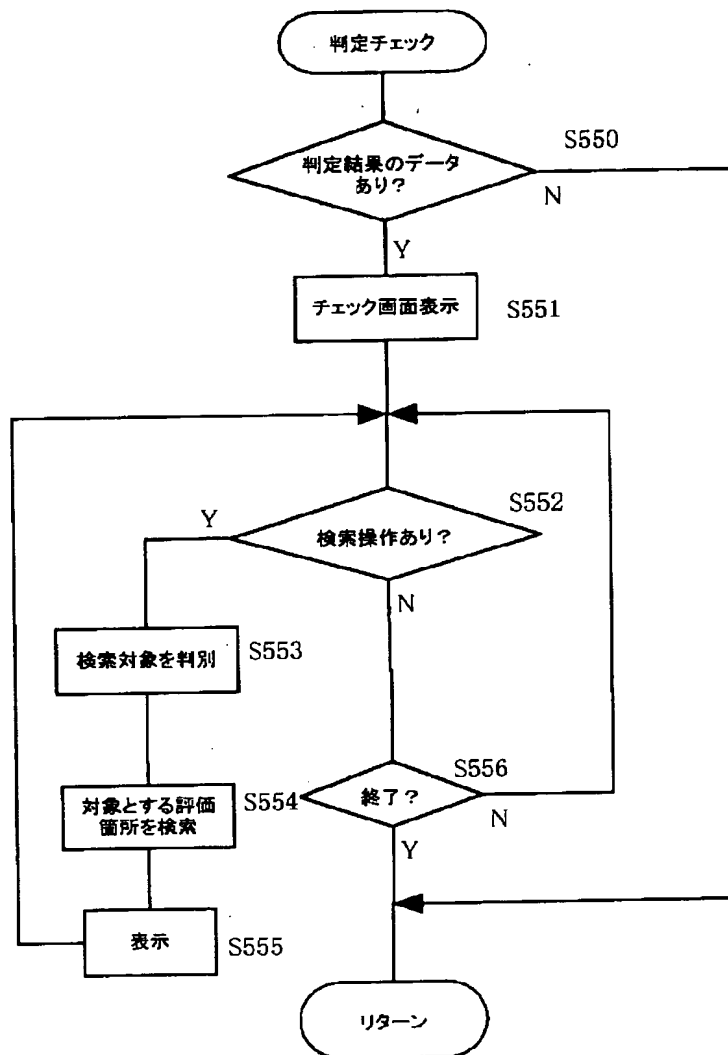 判定チェック
S550
判定結果のデータ
あり？
N
Y
チェック画面表示
S551
S552
Y
検索操作あり？
N
検索対象を判別
S553
S556
終了？
N
対象とする評価
箇所を検索
S554
Y
表示
S555
リターン